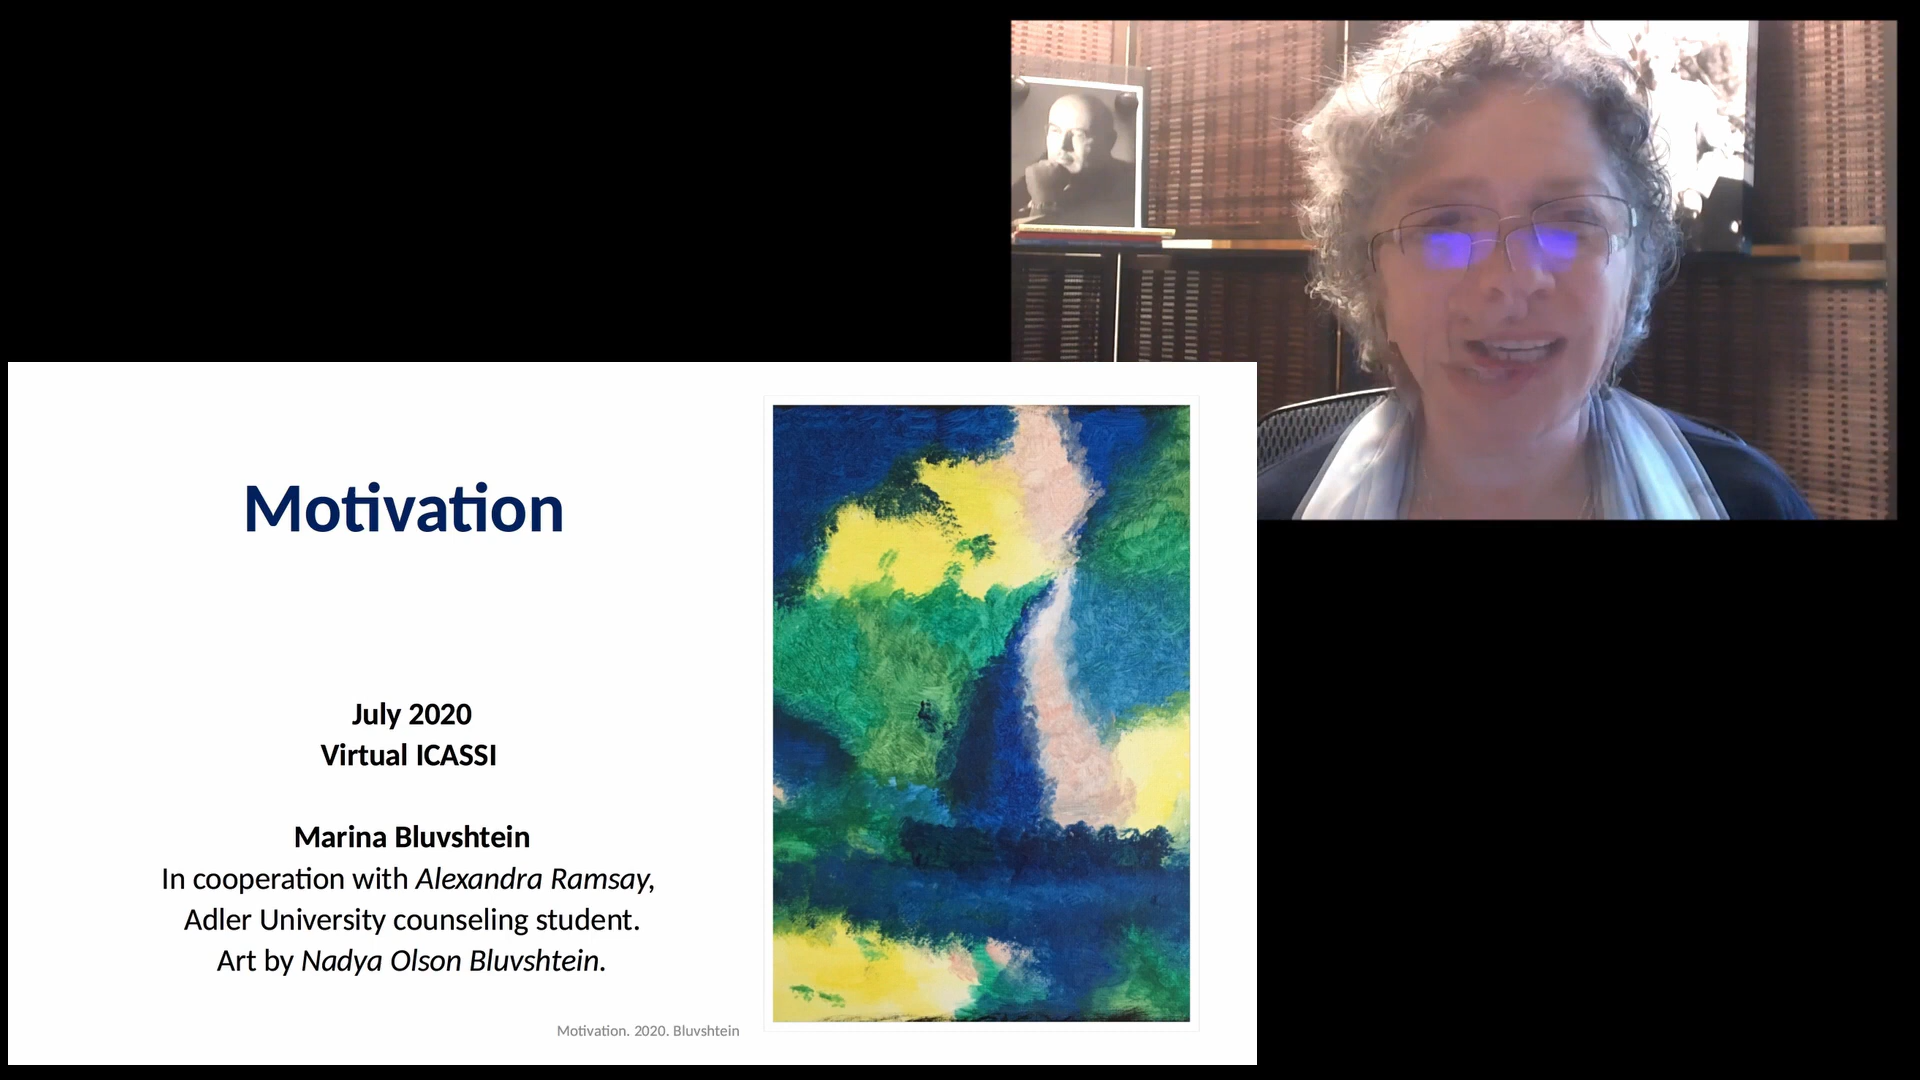 Motivation
July 2020
Virtual ICASSI
Marina Bluvshtein
In cooperation with Alexandra Ramsay,
Adler University counseling student.
Art by Nadya Olson Bluvshtein.
Motivation. 2020. Bluvshtein